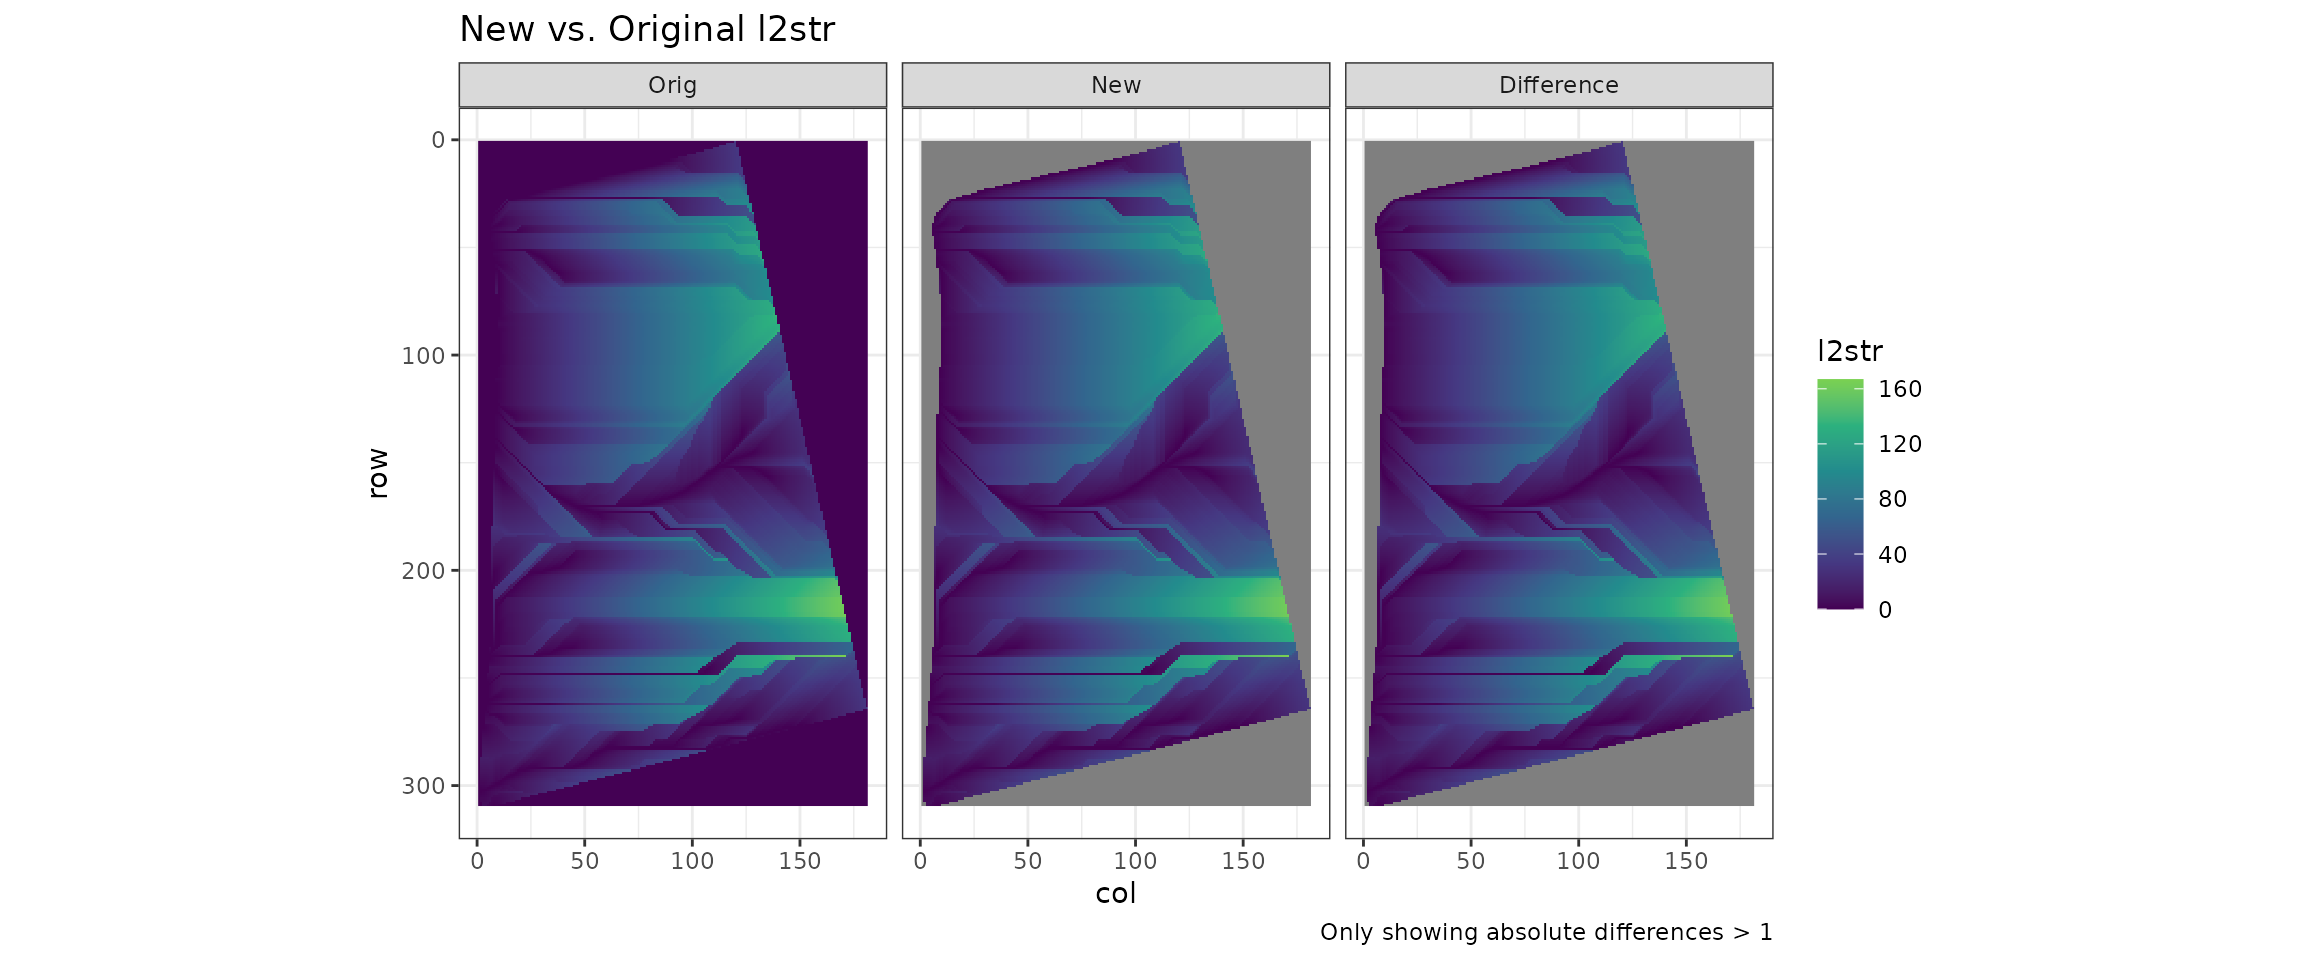 New vs. Original l2str
Orig New Difference
0
100
200
300
row
0 50 100 150 0 50 100 150 0 50 100 150
col
l2str
160
120
80
40
0
Only showing absolute differences > 1